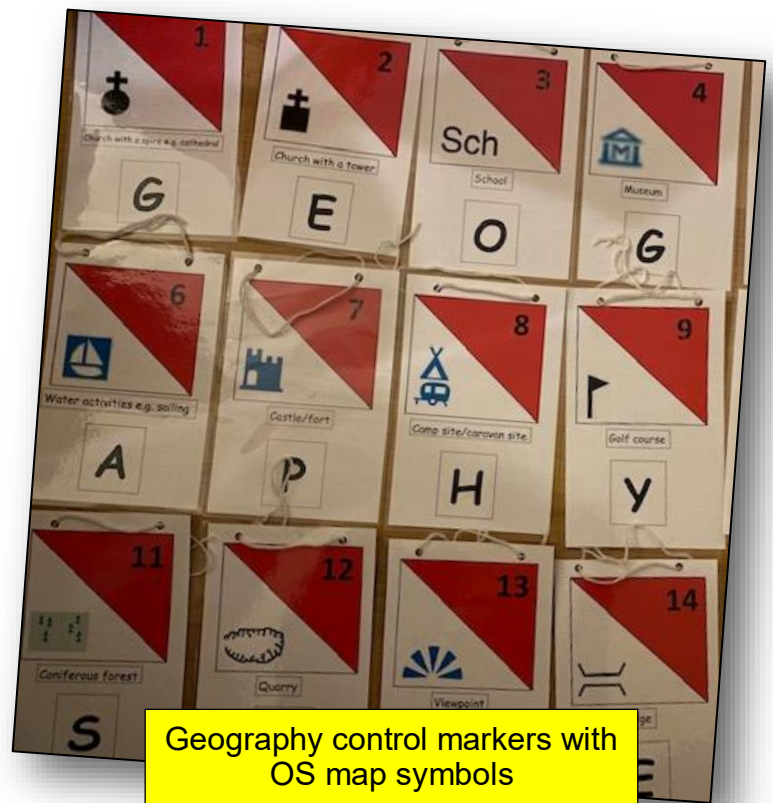 1
Church with a spire e.g. cathedral
G
2
Church with a tower
E
3
Sch
School
O
4
M
Museum
G
6
Water activities e.g. sailing
A
7
Castle/fort
P
8
Camp site/caravan site
H
9
Golf course
Y
11
Coniferous forest
S
12
Quarry
13
Viewpoint
14
Geography control markers with
OS map symbols